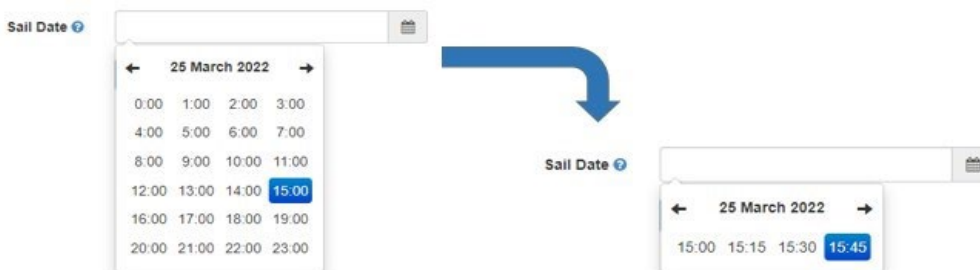 Sail Date
25 March 2022
0:00 1:00 2:00 3:00
4:00 5:00 6:00 7:00
8:00 9:00 10:00 11:00
12:00 13:00 14:00 15:00
16:00 17:00 18:00 19:00
20:00 21:00 22:00 23:00
Sail Date
25 March 2022
15:00 15:15 15:30 15:45